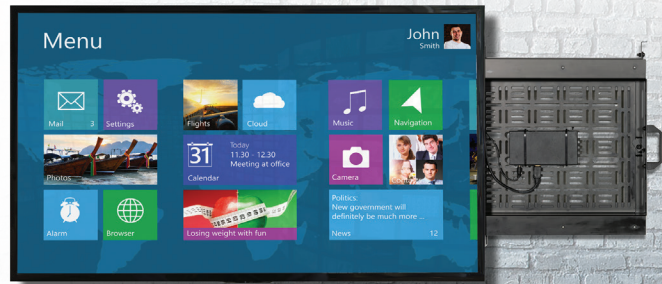 Menu
John
Smith
Mail 3
Settings
Flights
Cloud
Music
Navigation
Photos
31
Today
11.30 - 12.30
Meeting at office
Calendar
Camera
Alarm
Browser
Losing weight with fun
Politics:
New government will
definitely be much more ...
News 12